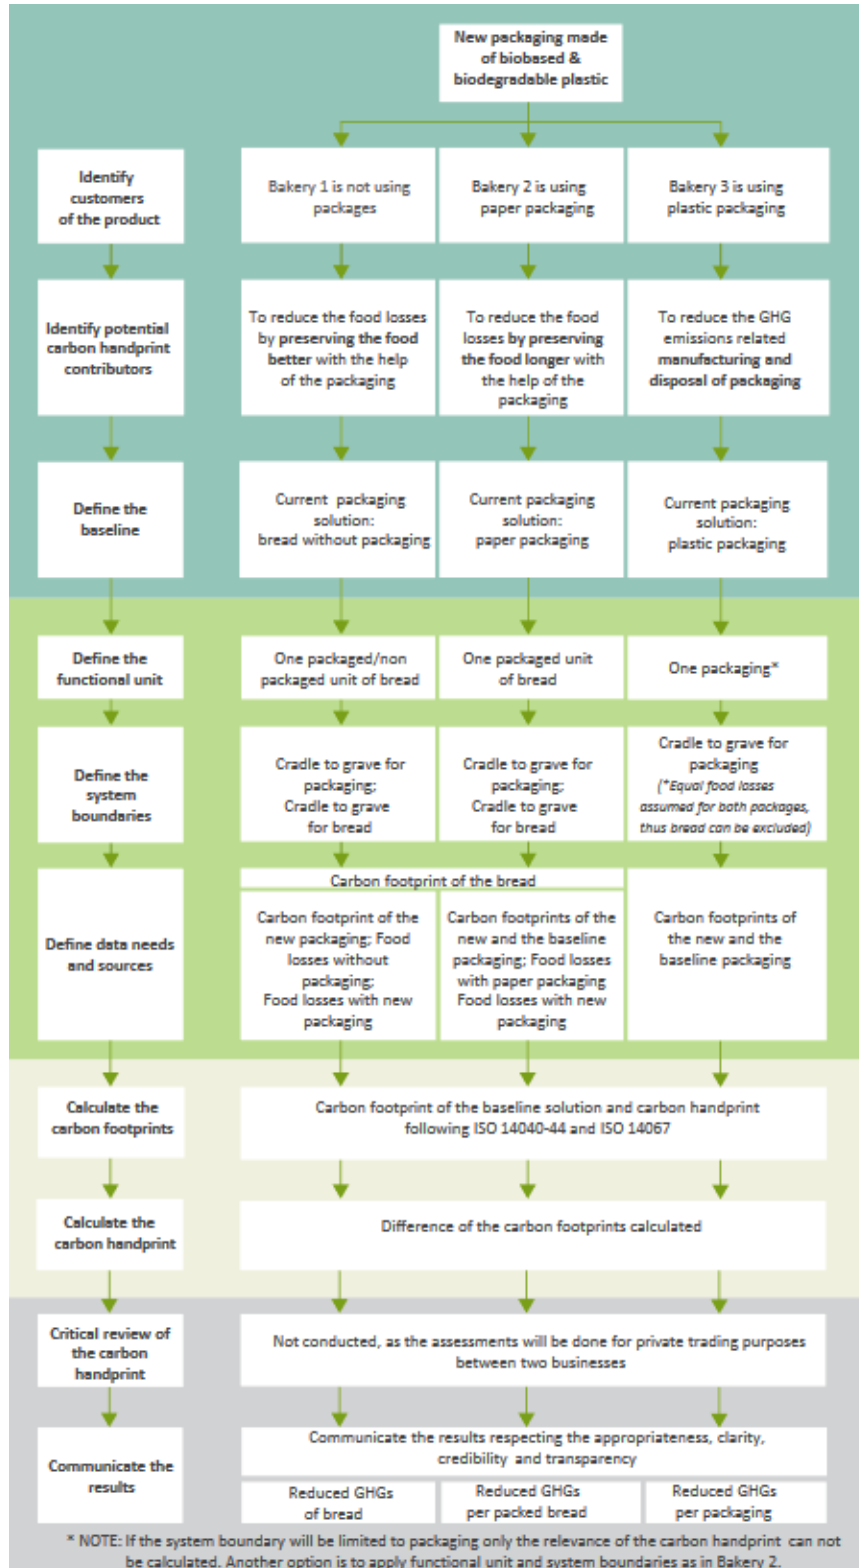 New packaging made
of biobased &
biodegradable plastic
Identify
customers
of the product
Bakery 1 is not using
packages
Bakery 2 is using
paper packaging
Bakery 3 is using
plastic packaging
Identify potential
carbon handprint
contributors
To reduce the food losses
by preserving the food
better with the help
of the packaging
To reduce the food
losses by preserving
the food longer with
the help of the
packaging
To reduce the GHG
emissions related
manufacturing and
disposal of packaging
Define the
baseline
Current packaging
solution:
bread without packaging
Current packaging
solution:
paper packaging
Current packaging
solution:
plastic packaging
Define the
functional unit
One packaged/non
packaged unit of bread
One packaged unit
of bread
One packaging*
Define the
system
boundaries
Cradle to grave for
packaging;
Cradle to grave
for bread
Cradle to grave for
packaging;
Cradle to grave
for bread
Cradle to grave for
packaging
(*Equal food losses
assumed for both packages,
thus bread can be excluded)
Define data needs
and sources
Carbon footprint of the bread
Carbon footprint of the
new packaging; Food
losses without
packaging;
Food losses with new
packaging
Carbon footprints of the
new and the baseline
packaging; Food losses
with paper packaging
Food losses with new
packaging
Carbon footprints of
the new and the
baseline packaging
Calculate the
carbon footprints
Carbon footprint of the baseline solution and carbon handprint
following ISO 14040-44 and ISO 14067
Calculate the
carbon handprint
Difference of the carbon footprints calculated
Critical review of
the carbon
handprint
Not conducted, as the assessments will be done for private trading purposes
between two businesses
Communicate the
results
Communicate the results respecting the appropriateness, clarity,
credibility and transparency
Reduced GHGs
of bread
Reduced GHGs
per packed bread
Reduced GHGs
per packaging
* NOTE: If the system boundary will be limited to packaging only the relevance of the carbon handprint can not
be calculated. Another option is to apply functional unit and system boundaries as in Bakery 2.